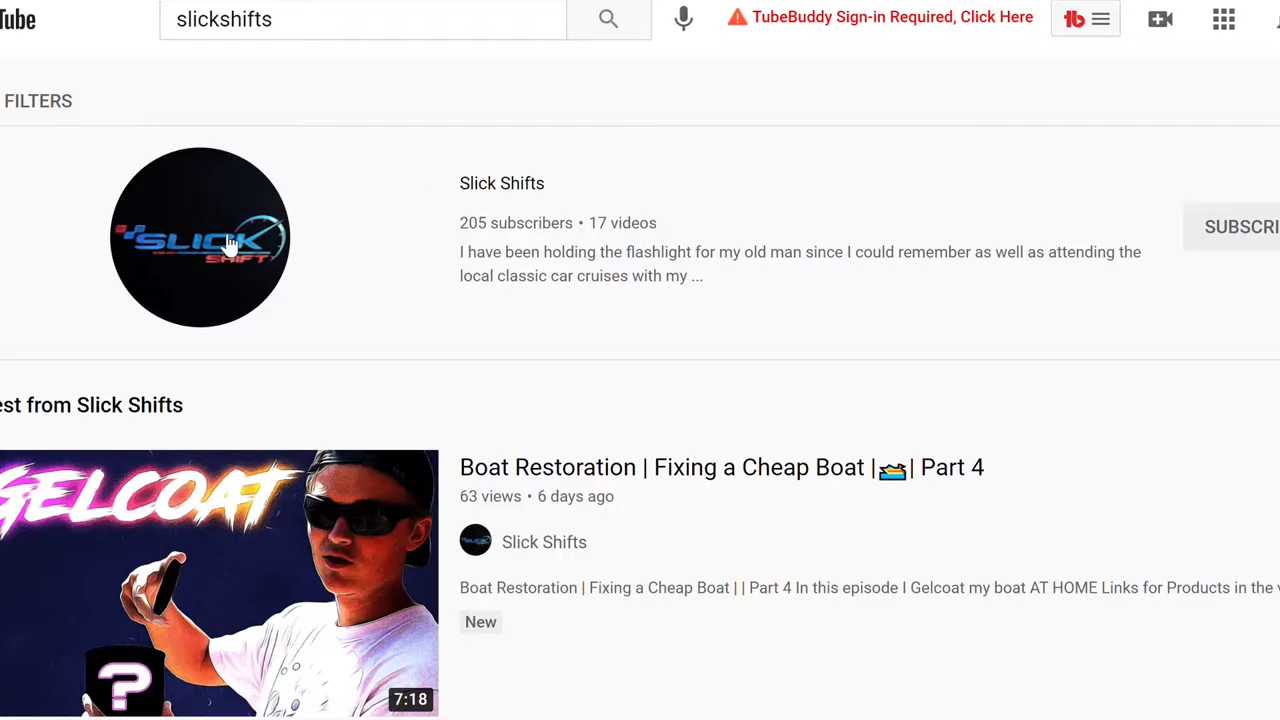 Tube
slickshifts
TubeBuddy Sign-in Required, Click Here
tb
FILTERS
SLICK
SHIFT
Slick Shifts
205 subscribers • 17 videos
SUBSCRI
I have been holding the flashlight for my old man since I could remember as well as attending the
local classic car cruises with my ...
est from Slick Shifts
GELCOAT
?
7:18
Boat Restoration | Fixing a Cheap Boat |🚤| Part 4
63 views • 6 days ago
Slick Shifts
Boat Restoration | Fixing a Cheap Boat | | Part 4 In this episode I Gelcoat my boat AT HOME Links for Products in the v
New